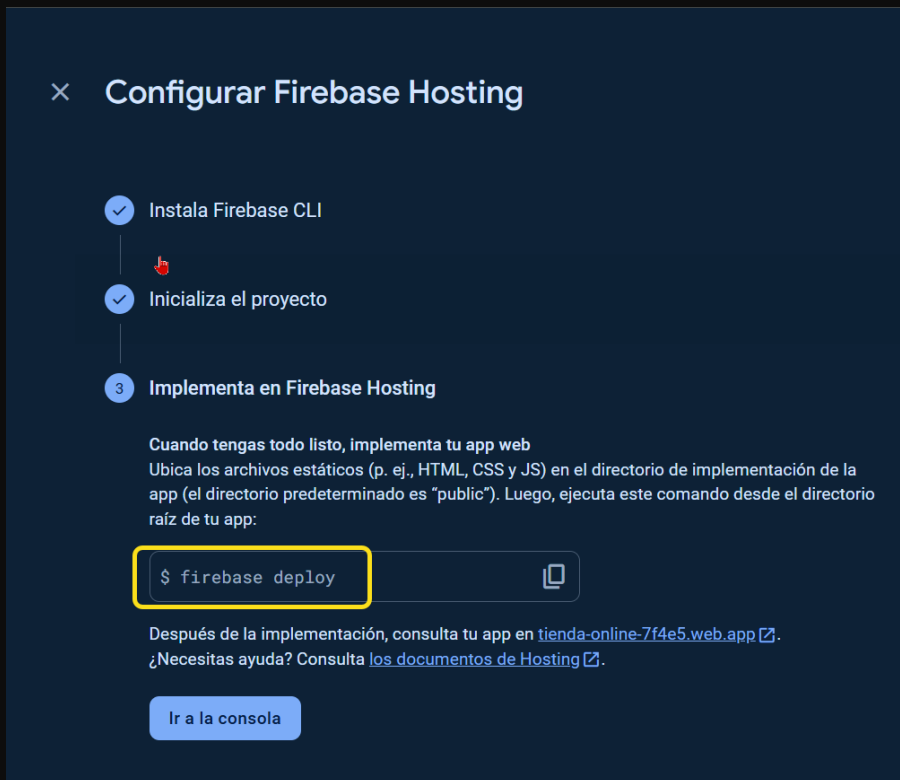 Configurar Firebase Hosting
Instala Firebase CLI
Inicializa el proyecto
3 Implementa en Firebase Hosting
Cuando tengas todo listo, implementa tu app web
Ubica los archivos estáticos (p. ej., HTML, CSS y JS) en el directorio de implementación de la
app (el directorio predeterminado es “public”). Luego, ejecuta este comando desde el directorio
raíz de tu app:
$ firebase deploy
Después de la implementación, consulta tu app en tienda-online-7f4e5.web.app.
¿Necesitas ayuda? Consulta los documentos de Hosting.
Ir a la consola